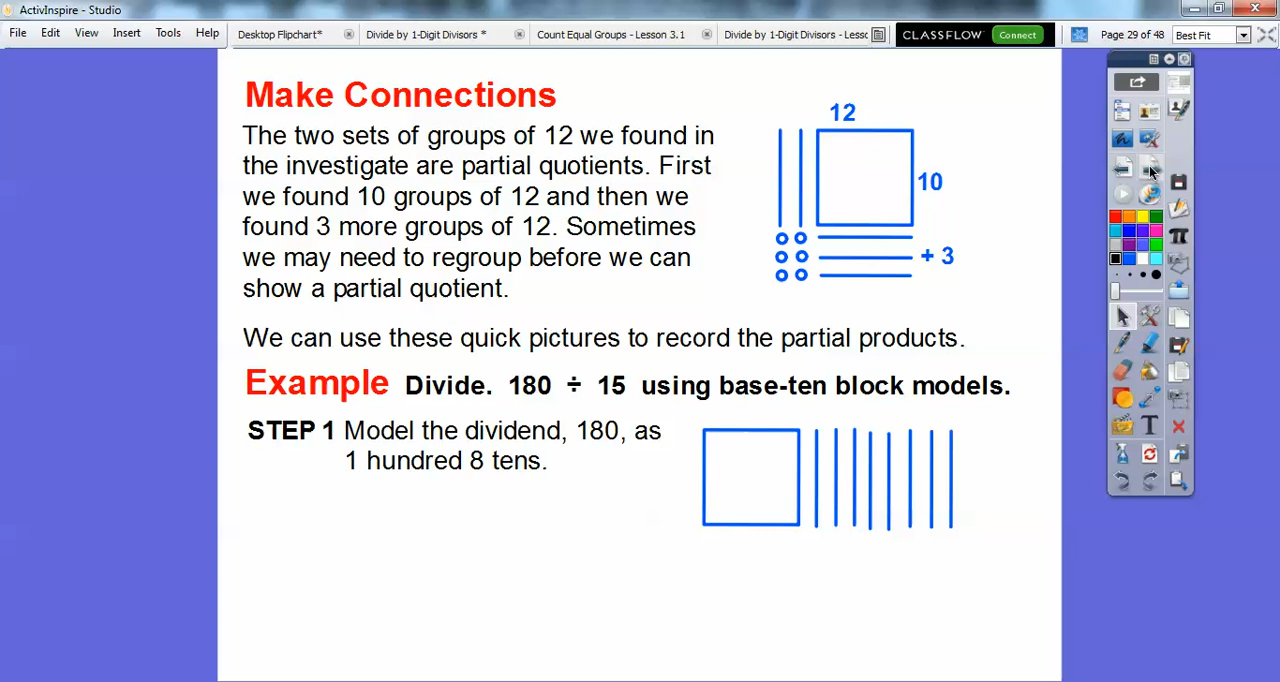 ActivInspire - Studio
File Edit View Insert Tools Help Desktop Flipchart* Divide by 1-Digit Divisors * Count Equal Groups - Lesson 3.1 Divide by 1-Digit Divisors - Lesso CLASSFLOW Connect Page 29 of 48 Best Fit
Make Connections
The two sets of groups of 12 we found in
the investigate are partial quotients. First
we found 10 groups of 12 and then we
found 3 more groups of 12. Sometimes
we may need to regroup before we can
show a partial quotient.
12
10
+ 3
We can use these quick pictures to record the partial products.
Example Divide. 180 ÷ 15 using base-ten block models.
STEP 1 Model the dividend, 180, as
1 hundred 8 tens.